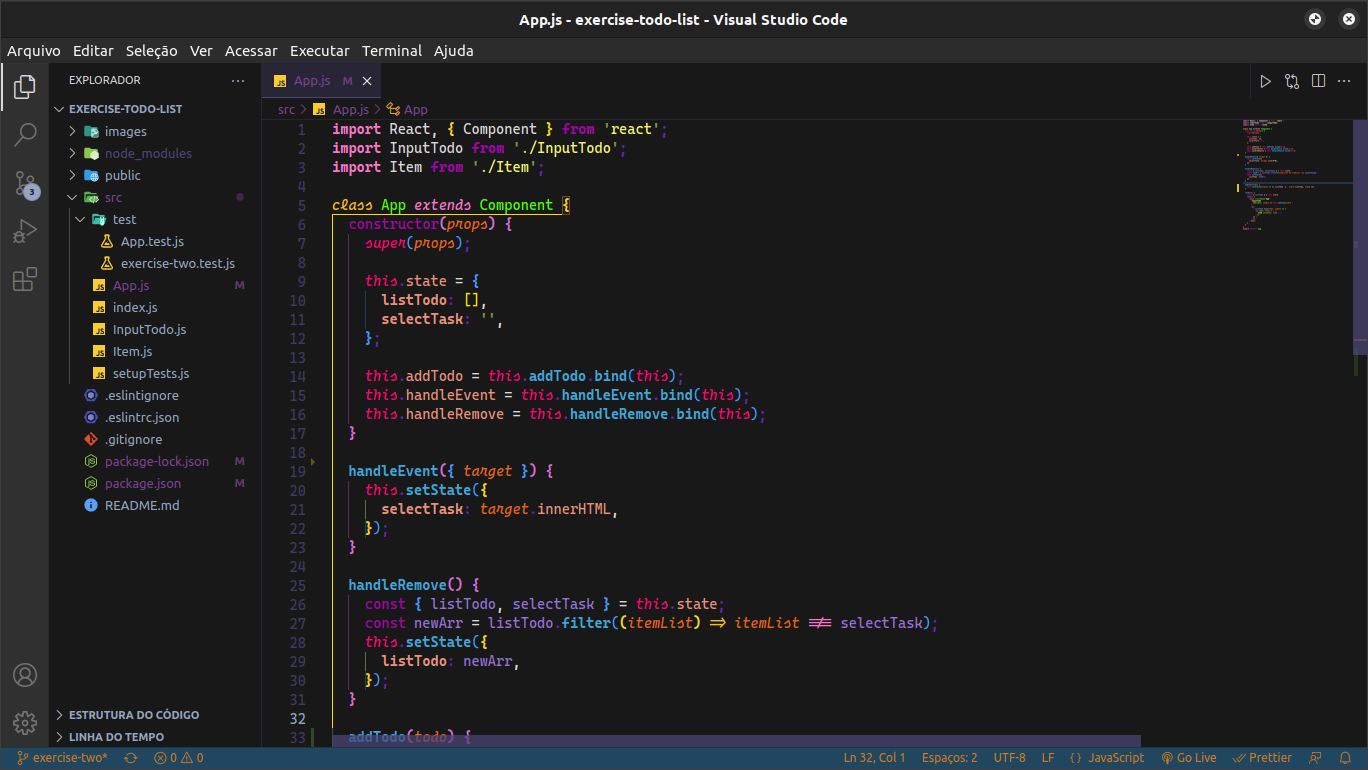 App.js - exercise-todo-list - Visual Studio Code
Arquivo Editar Seleção Ver Acessar Executar Terminal Ajuda
EXPLORADOR
EXERCISE-TODO-LIST
images
node_modules
public
src
test
App.test.js
exercise-two.test.js
App.js M
index.js
InputTodo.js
Item.js
setupTests.js
.eslintignore
.eslintrc.json
.gitignore
package-lock.json M
package.json M
README.md
ESTRUTURA DO CÓDIGO
LINHA DO TEMPO
3
App.js M
src > App.js > App
1 import React, { Component } from 'react';
2 import InputTodo from './InputTodo';
3 import Item from './Item';
4
5 class App extends Component {
6 constructor(props) {
7 super(props);
8
9 this.state = {
10 listTodo: [],
11 selectTask: '',
12 };
13
14 this.addTodo = this.addTodo.bind(this);
15 this.handleEvent = this.handleEvent.bind(this);
16 this.handleRemove = this.handleRemove.bind(this);
17 }
18
19 handleEvent({ target }) {
20 this.setState({
21 selectTask: target.innerHTML,
22 });
23 }
24
25 handleRemove() {
26 const { listTodo, selectTask } = this.state;
27 const newArr = listTodo.filter((itemList) => itemList !== selectTask);
28 this.setState({
29 listTodo: newArr,
30 });
31 }
32
33 addTodo(todo) {
exercise-two* 0 0 Ln 32, Col 1 Espaços: 2 UTF-8 LF {} JavaScript Go Live Prettier